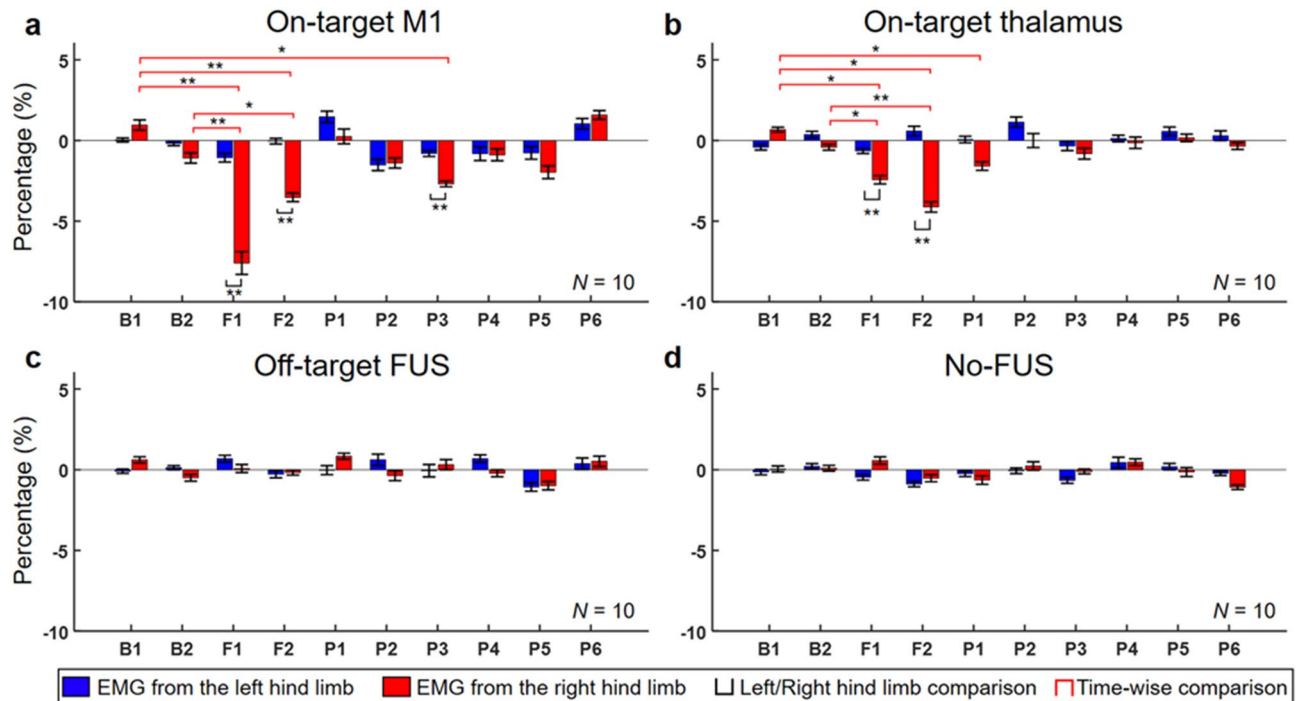 a On-target M1
Percentage (%)
5
0
-5
-10
*
**
**
*
**
**
**
**
N = 10
B1 B2 F1 F2 P1 P2 P3 P4 P5 P6
b On-target thalamus
5
0
-5
-10
*
*
*
**
*
**
**
N = 10
B1 B2 F1 F2 P1 P2 P3 P4 P5 P6
c Off-target FUS
Percentage (%)
5
0
-5
-10
N = 10
B1 B2 F1 F2 P1 P2 P3 P4 P5 P6
d No-FUS
5
0
-5
-10
N = 10
B1 B2 F1 F2 P1 P2 P3 P4 P5 P6
EMG from the left hind limb EMG from the right hind limb Left/Right hind limb comparison Time-wise comparison